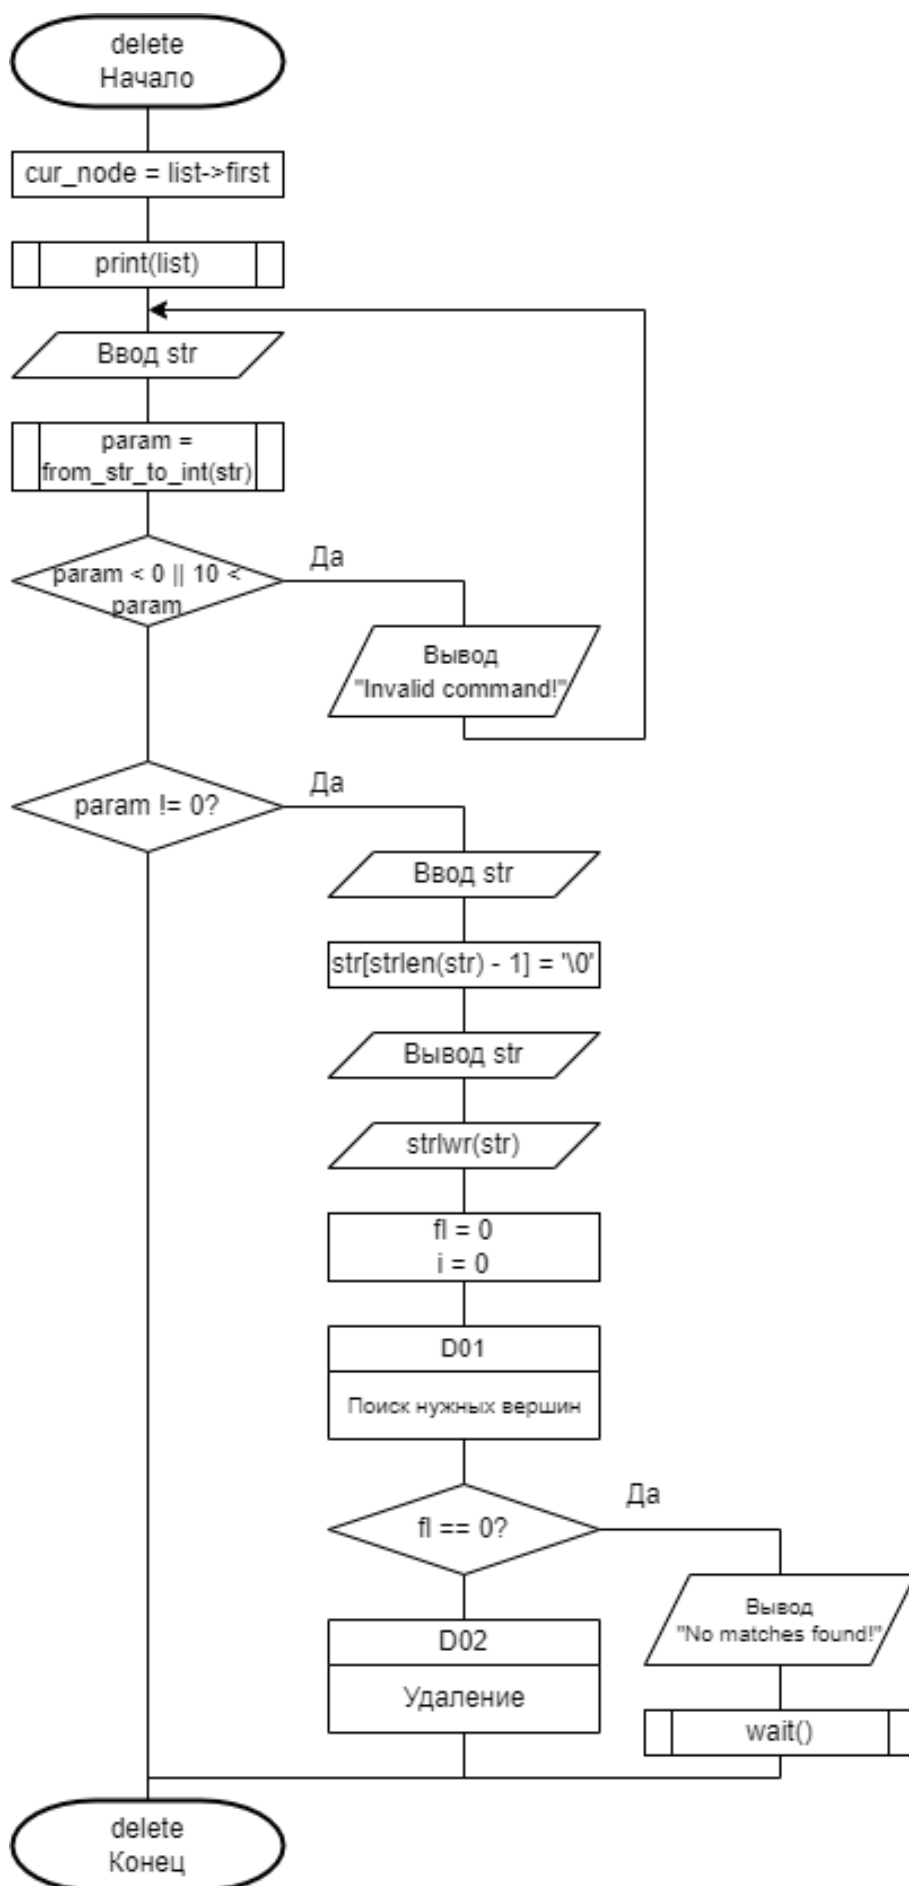 delete
Начало
cur_node = list->first
print(list)
Ввод str
param =
from_str_to_int(str)
param < 0 || 10 <
param
Да
Вывод
"Invalid command!"
param != 0?
Да
Ввод str
str[strlen(str) - 1] = '\0'
Вывод str
strlwr(str)
fl = 0
i = 0
D01
Поиск нужных вершин
fl == 0?
Да
Вывод
"No matches found!"
D02
Удаление
wait()
delete
Конец